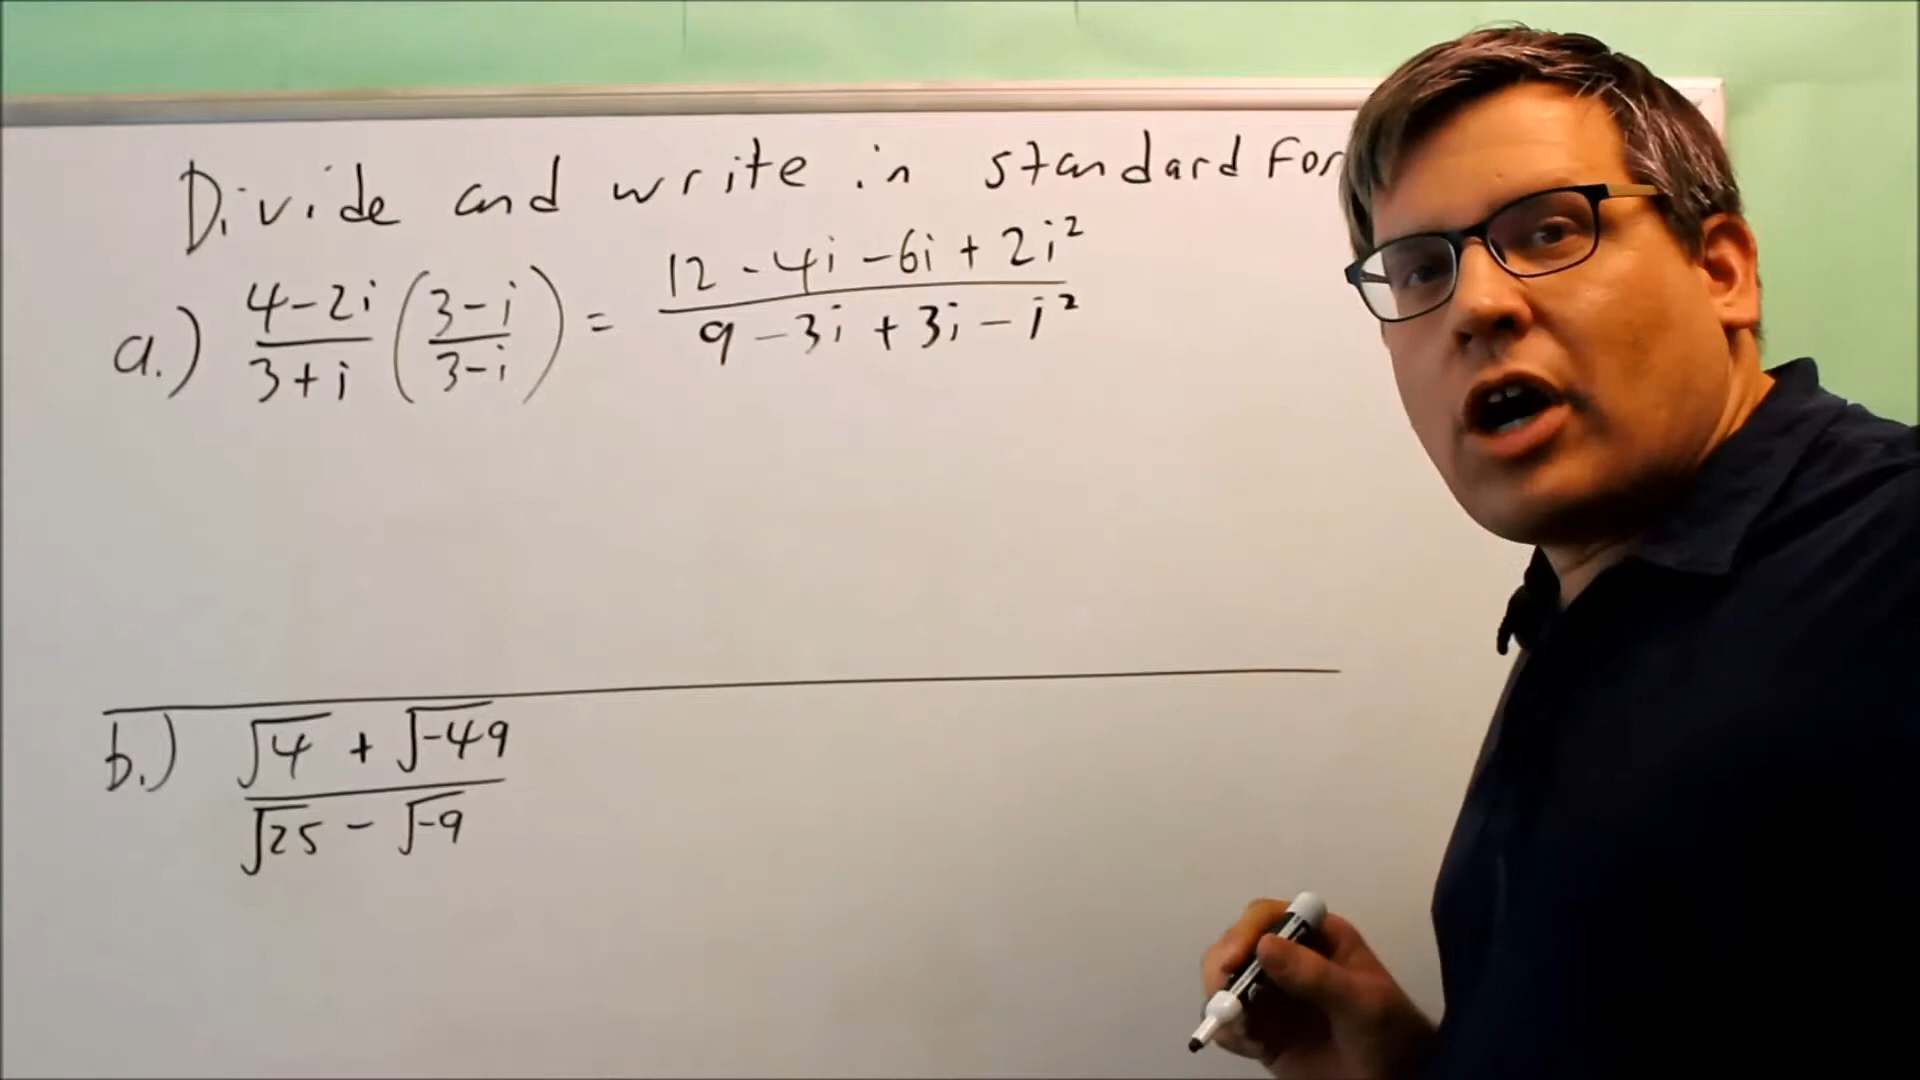 Divide and write in standard For
a.) 4-2i/3+i (3-i/3-i) = 12 - 4i - 6i + 2i²/9 - 3i + 3i - i²
b.) √4 + √-49/√25 - √-9